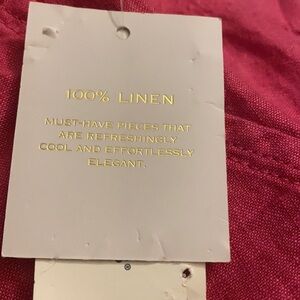 100% LINEN
MUST-HAVE PIECES THAT
ARE REFRESHINGLY
COOL AND EFFORTLESSLY
ELEGANT.